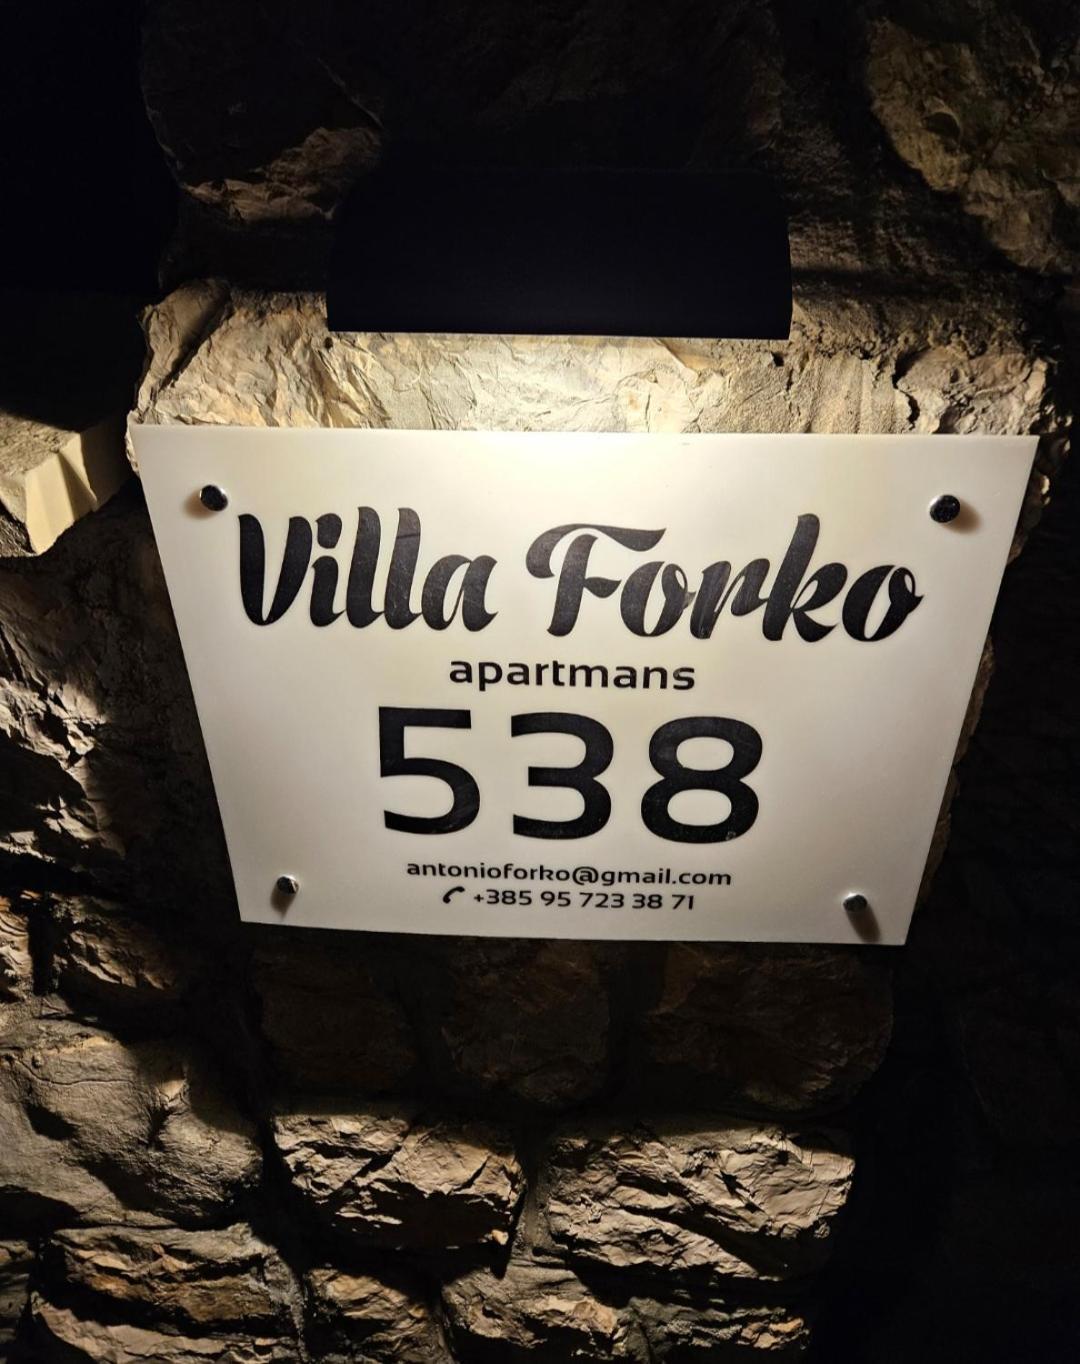 Villa Forko
apartmans
538
antonioforko@gmail.com
+385 95 723 38 71